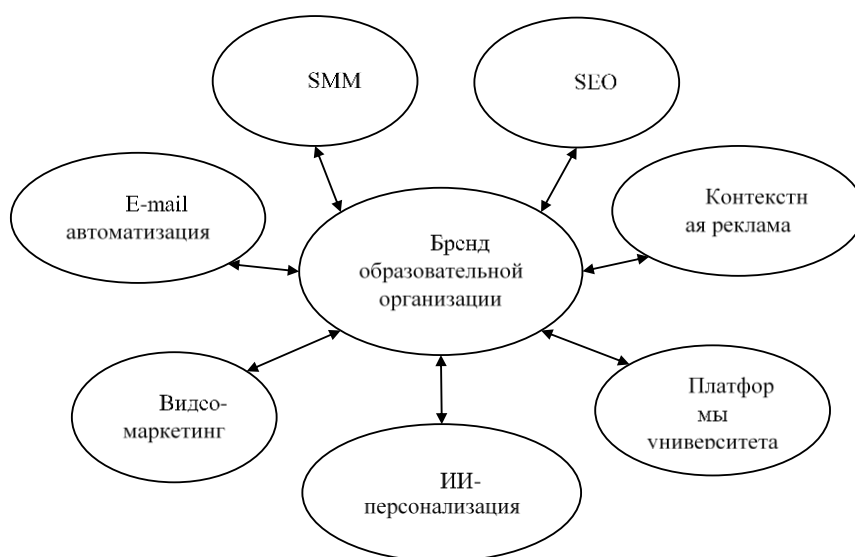 SMM
SEO
E-mail
автоматизация
Контекстн
ая реклама
Бренд
образовательной
организации
Видео-
маркетинг
Платфор
мы
университета
ИИ-
персонализация